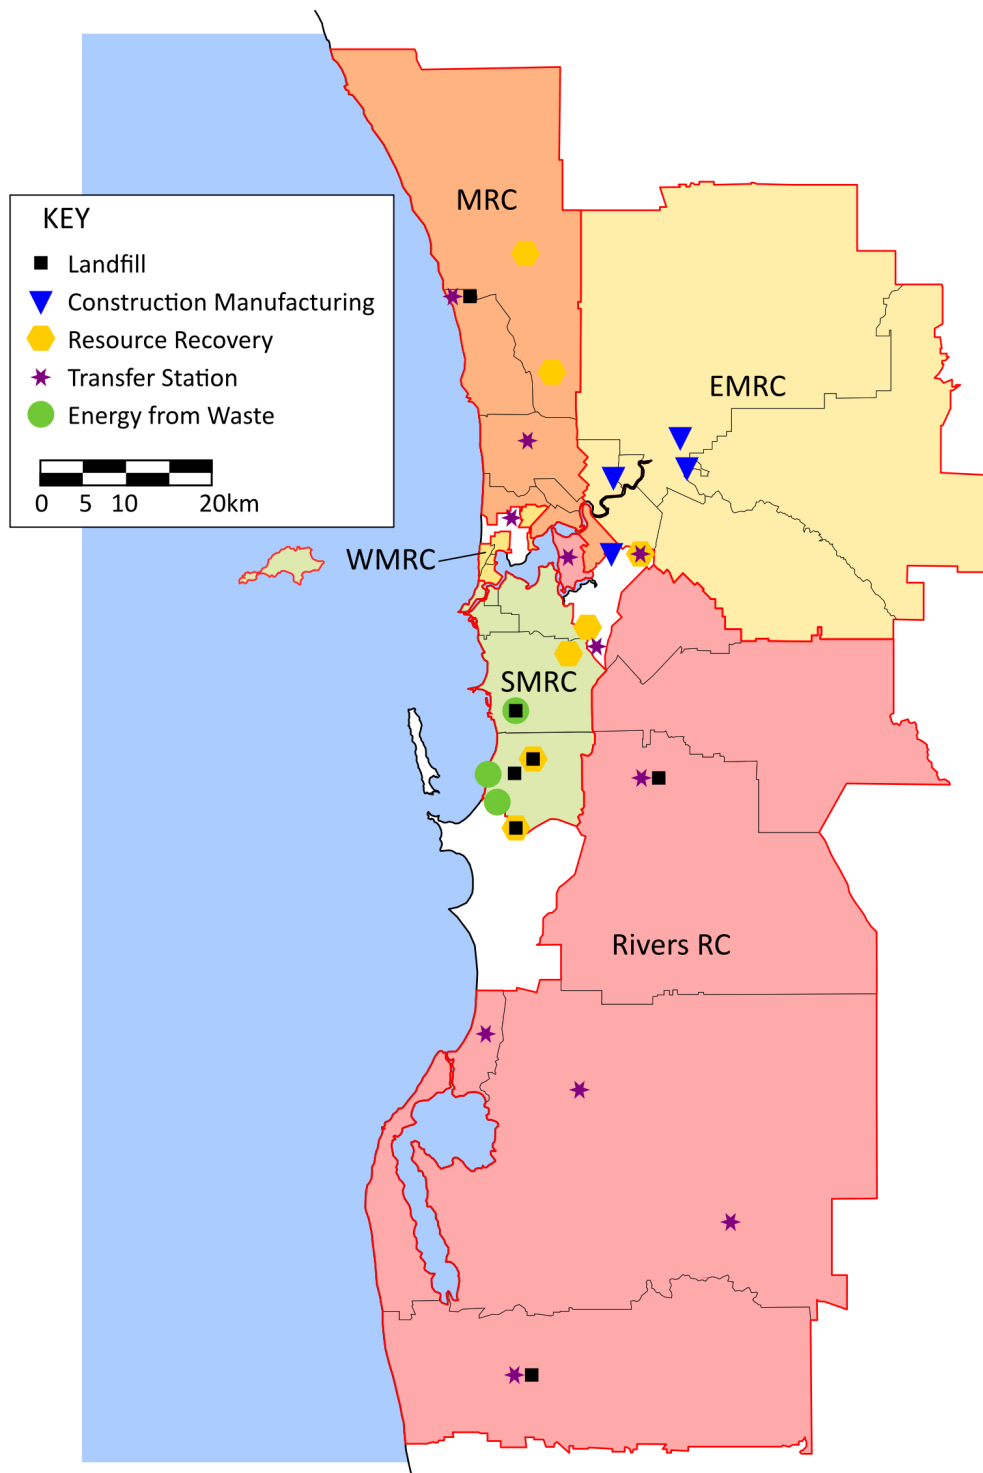 MRC
KEY
Landfill
Construction Manufacturing
Resource Recovery
Transfer Station
Energy from Waste
0 5 10 20km
EMRC
WMRC
SMRC
Rivers RC